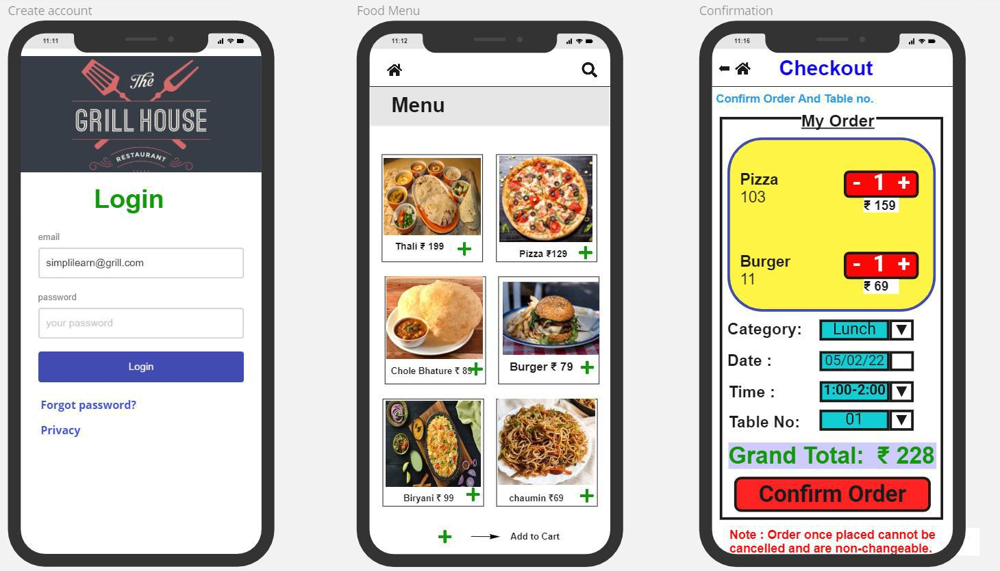 Create account
11:11
The
GRILL HOUSE
RESTAURANT
Login
email
simplilearn@grill.com
password
your password
Login
Forgot password?
Privacy
Food Menu
11:12
Menu
Thali ₹ 199
Pizza ₹129
Chole Bhature ₹ 89
Burger ₹ 79
Biryani ₹ 99
chaumin ₹69
Add to Cart
Confirmation
11:16
Checkout
Confirm Order And Table no.
My Order
Pizza - 1 +
103
₹ 159
Burger - 1 +
11
₹ 69
Category: Lunch
Date : 05/02/22
Time : 1:00-2:00
Table No: 01
Grand Total: ₹ 228
Confirm Order
Note : Order once placed cannot be
cancelled and are non-changeable.